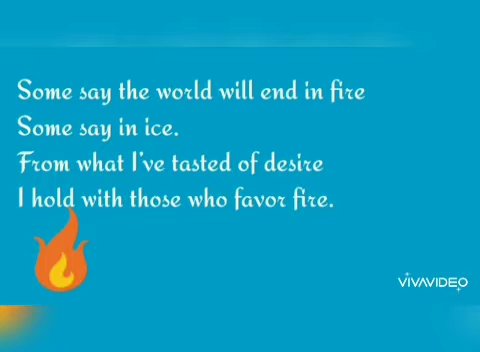 Some say the world will end in fire
Some say in ice.
From what I've tasted of desire
I hold with those who favor fire.
VIVAVIDEO